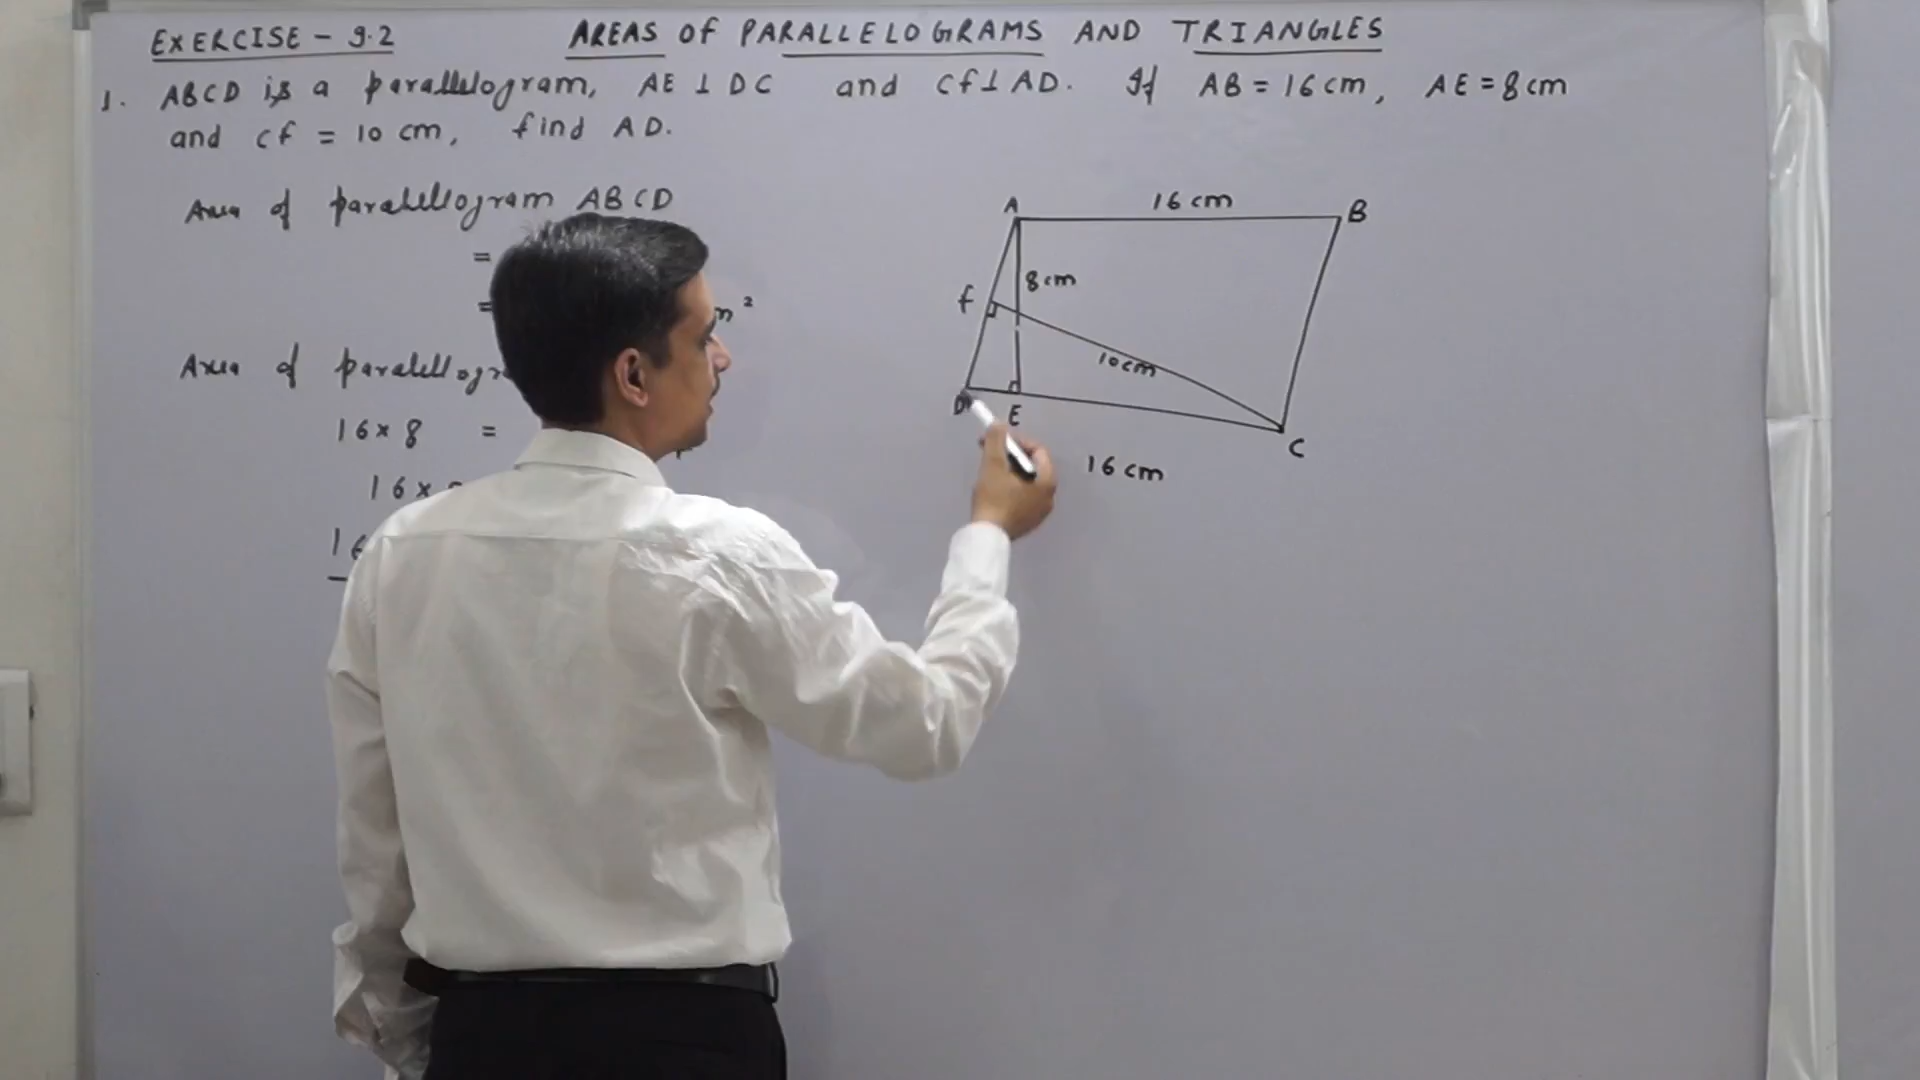 EXERCISE - 9.2
AREAS of PARALLELOGRAMS AND TRIANGLES
1. ABCD is a parallelogram, AE ⊥ DC and Cf ⊥ AD. If AB = 16 cm, AE = 8 cm
and cf = 10 cm, find AD.
Area of parallellogram ABCD
=
=
Area of parallellogr
16 × 8 =
16 ×
A
16 cm
B
8 cm
f
10 cm
D
E
C
16 cm